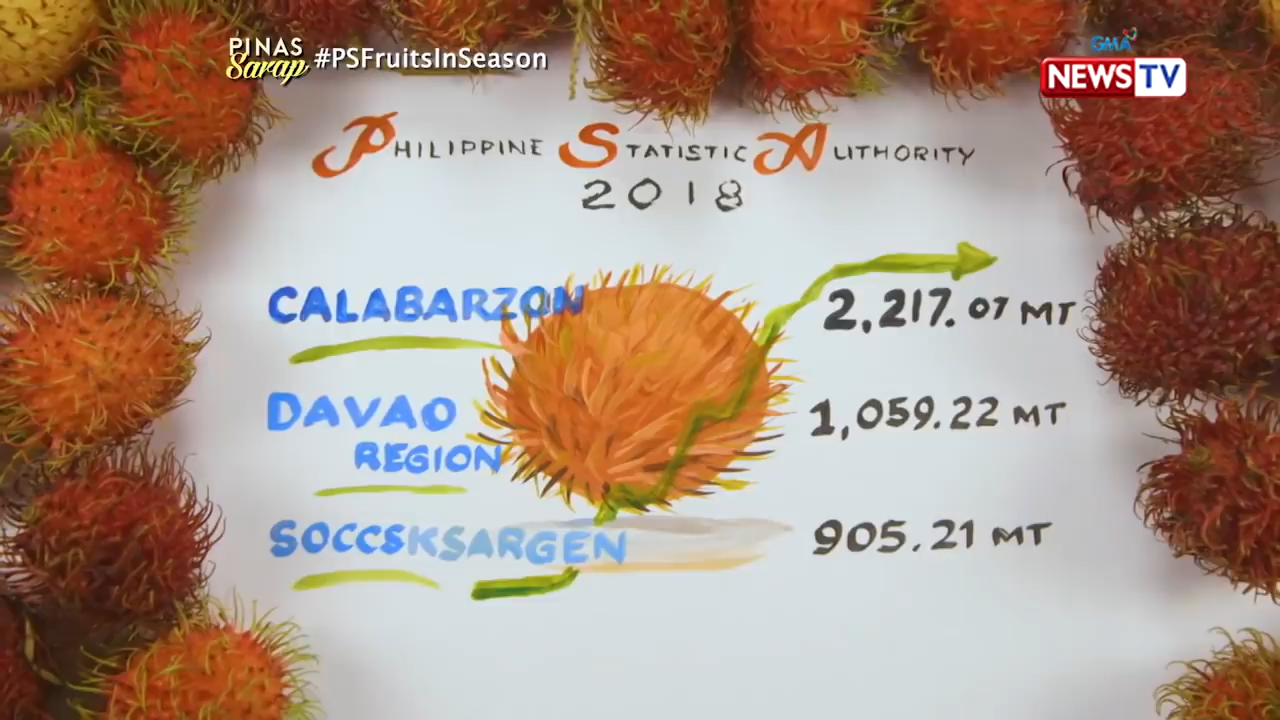 PINAS
Sarap
#PSFruitsInSeason
GMA
NEWS TV
PHILIPPINE STATISTIC AUTHORITY
2018
CALABARZON
2,217.07 MT
DAVAO
REGION
1,059.22 MT
SOCCSKSARGEN
905.21 MT